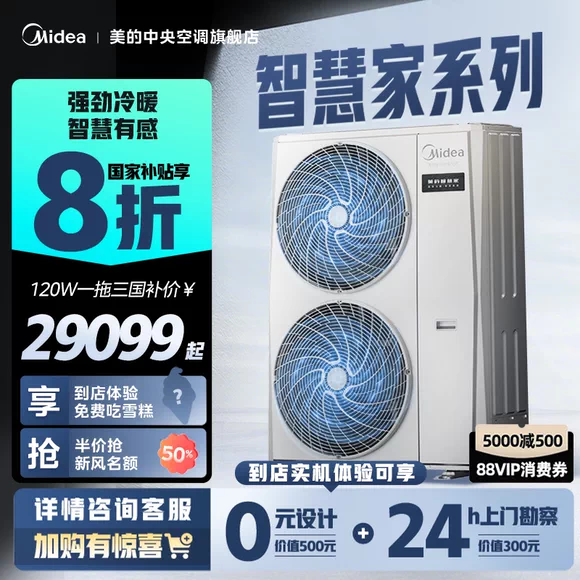 Midea | 美的中央空调旗舰店
智慧家系列
强劲冷暖
智慧有感
国家补贴享
8折
120W一拖三国补价¥
29099起
享 到店体验
免费吃雪糕
?
抢 半价抢
新风名额
50%
Midea
美的智慧家
5000减500
88VIP消费券
到店实机体验可享
详情咨询客服
加购有惊喜
0元设计
价值500元
+
24h上门勘察
价值300元